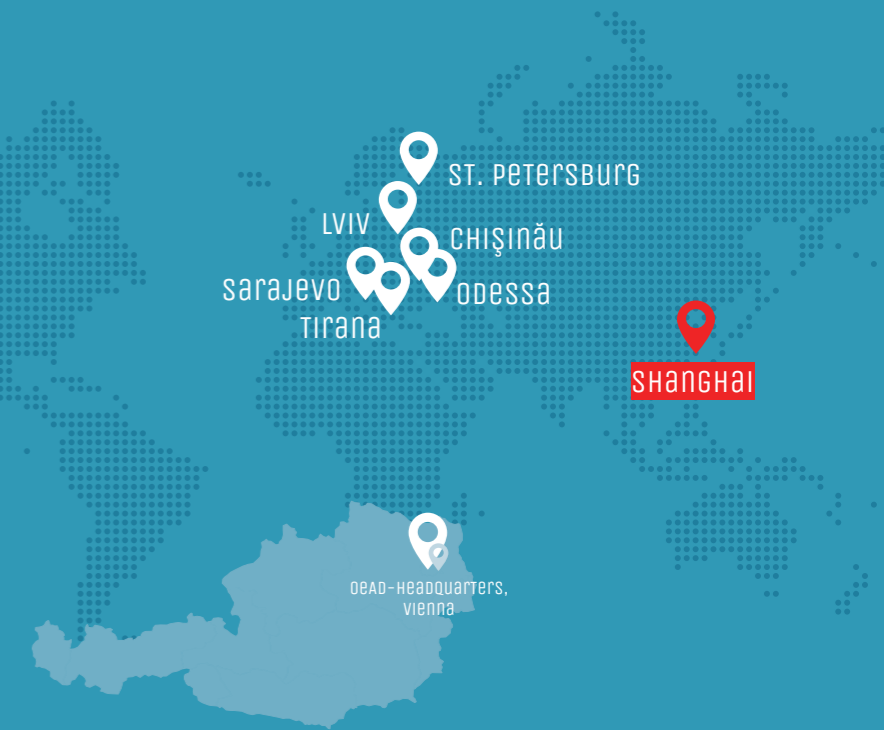 St. Petersburg
Lviv
Chişinău
Sarajevo
Odessa
Tirana
Shanghai
OeAD-Headquarters,
Vienna